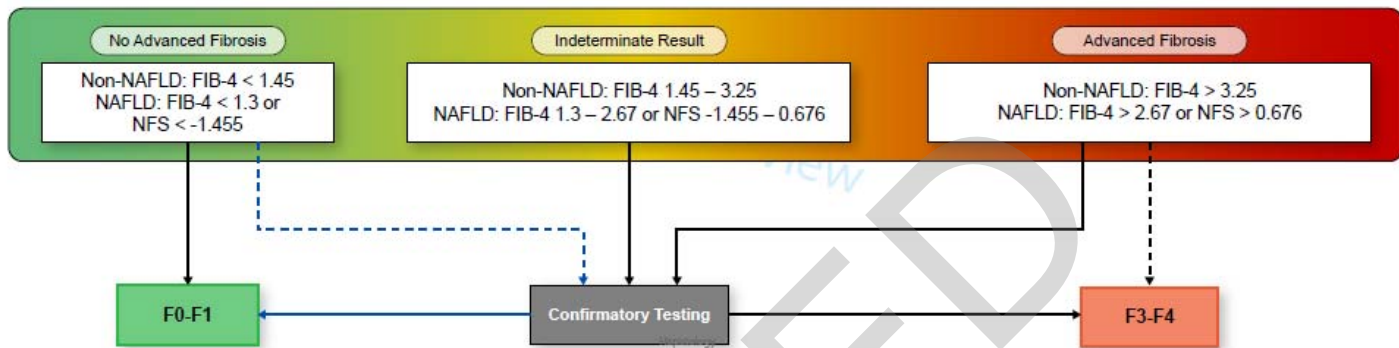 No Advanced Fibrosis
Non-NAFLD: FIB-4 < 1.45
NAFLD: FIB-4 < 1.3 or
NFS < -1.455
Indeterminate Result
Non-NAFLD: FIB-4 1.45 – 3.25
NAFLD: FIB-4 1.3 – 2.67 or NFS -1.455 – 0.676
Advanced Fibrosis
Non-NAFLD: FIB-4 > 3.25
NAFLD: FIB-4 > 2.67 or NFS > 0.676
F0-F1
Confirmatory Testing
F3-F4